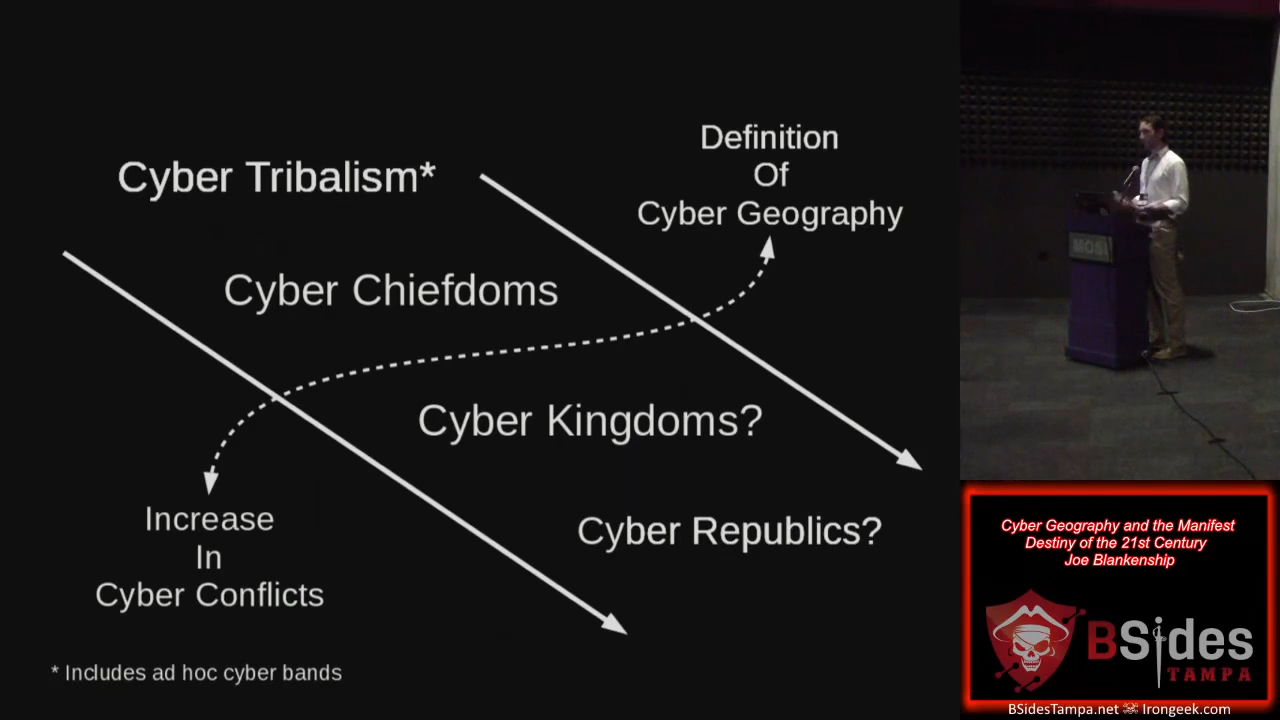 Cyber Tribalism*
Definition
Of
Cyber Geography
Cyber Chiefdoms
Cyber Kingdoms?
Increase
In
Cyber Conflicts
Cyber Republics?
* Includes ad hoc cyber bands
MOSI
Cyber Geography and the Manifest
Destiny of the 21st Century
Joe Blankenship
BSides
TAMPA
BSidesTampa.net Irongeek.com